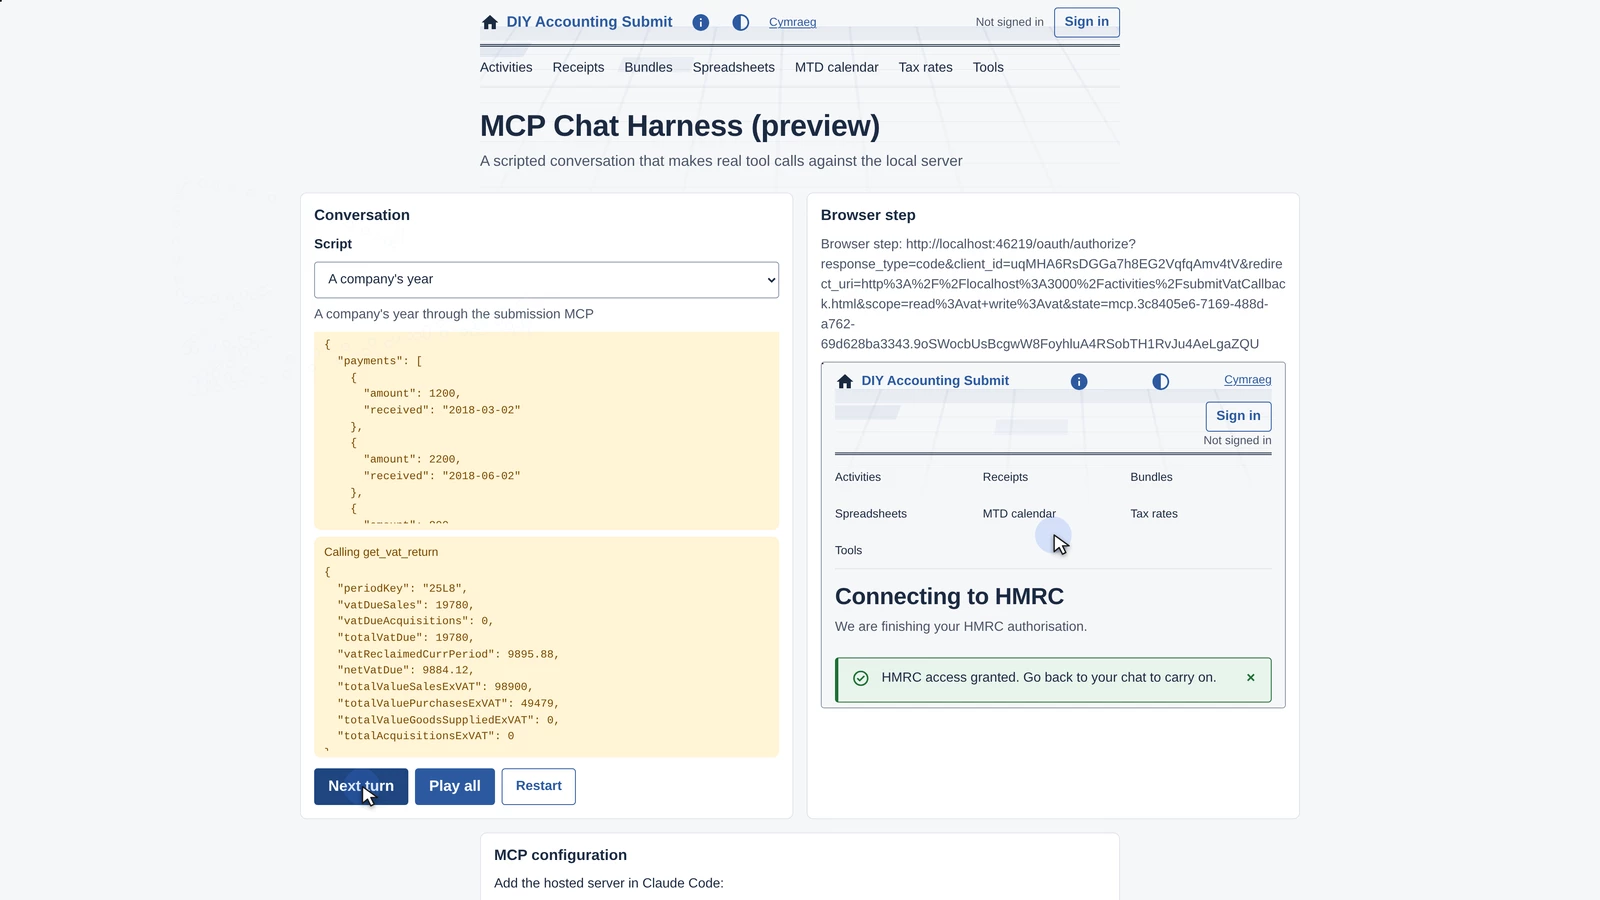 DIY Accounting Submit
Cymraeg
Not signed in
Sign in
Activities
Receipts
Bundles
Spreadsheets
MTD calendar
Tax rates
Tools
MCP Chat Harness (preview)
A scripted conversation that makes real tool calls against the local server
Conversation
Script
A company's year
A company's year through the submission MCP
{
"payments": [
{
"amount": 1200,
"received": "2018-03-02"
},
{
"amount": 2200,
"received": "2018-06-02"
},
{
Calling get_vat_return
{
"periodKey": "25L8",
"vatDueSales": 19780,
"vatDueAcquisitions": 0,
"totalVatDue": 19780,
"vatReclaimedCurrPeriod": 9895.88,
"netVatDue": 9884.12,
"totalValueSalesExVAT": 98900,
"totalValuePurchasesExVAT": 49479,
"totalValueGoodsSuppliedExVAT": 0,
"totalAcquisitionsExVAT": 0
Next turn
Play all
Restart
Browser step
Browser step: http://localhost:46219/oauth/authorize?
response_type=code&client_id=uqMHA6RsDGGa7h8EG2VqfqAmv4tV&redire
ct_uri=http%3A%2F%2Flocalhost%3A3000%2Factivities%2FsubmitVatCallbac
k.html&scope=read%3Avat+write%3Avat&state=mcp.3c8405e6-7169-488d-
a762-
69d628ba3343.9oSWocbUsBcgwW8FoyhluA4RSobTH1RvJu4AeLgaZQU
DIY Accounting Submit
Cymraeg
Sign in
Not signed in
Activities
Receipts
Bundles
Spreadsheets
MTD calendar
Tax rates
Tools
Connecting to HMRC
We are finishing your HMRC authorisation.
HMRC access granted. Go back to your chat to carry on.
MCP configuration
Add the hosted server in Claude Code: